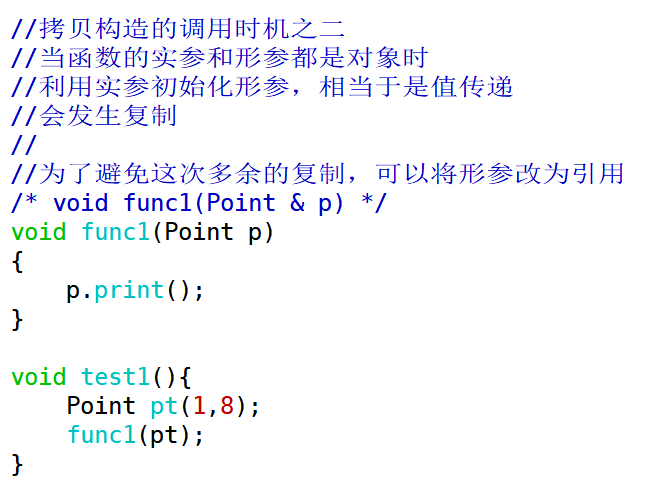 //拷贝构造的调用时机之二
//当函数的实参和形参都是对象时
//利用实参初始化形参，相当于是值传递
//会发生复制
//
//为了避免这次多余的复制，可以将形参改为引用
/* void func1(Point & p) */
void func1(Point p)
{
    p.print();
}

void test1(){
    Point pt(1,8);
    func1(pt);
}